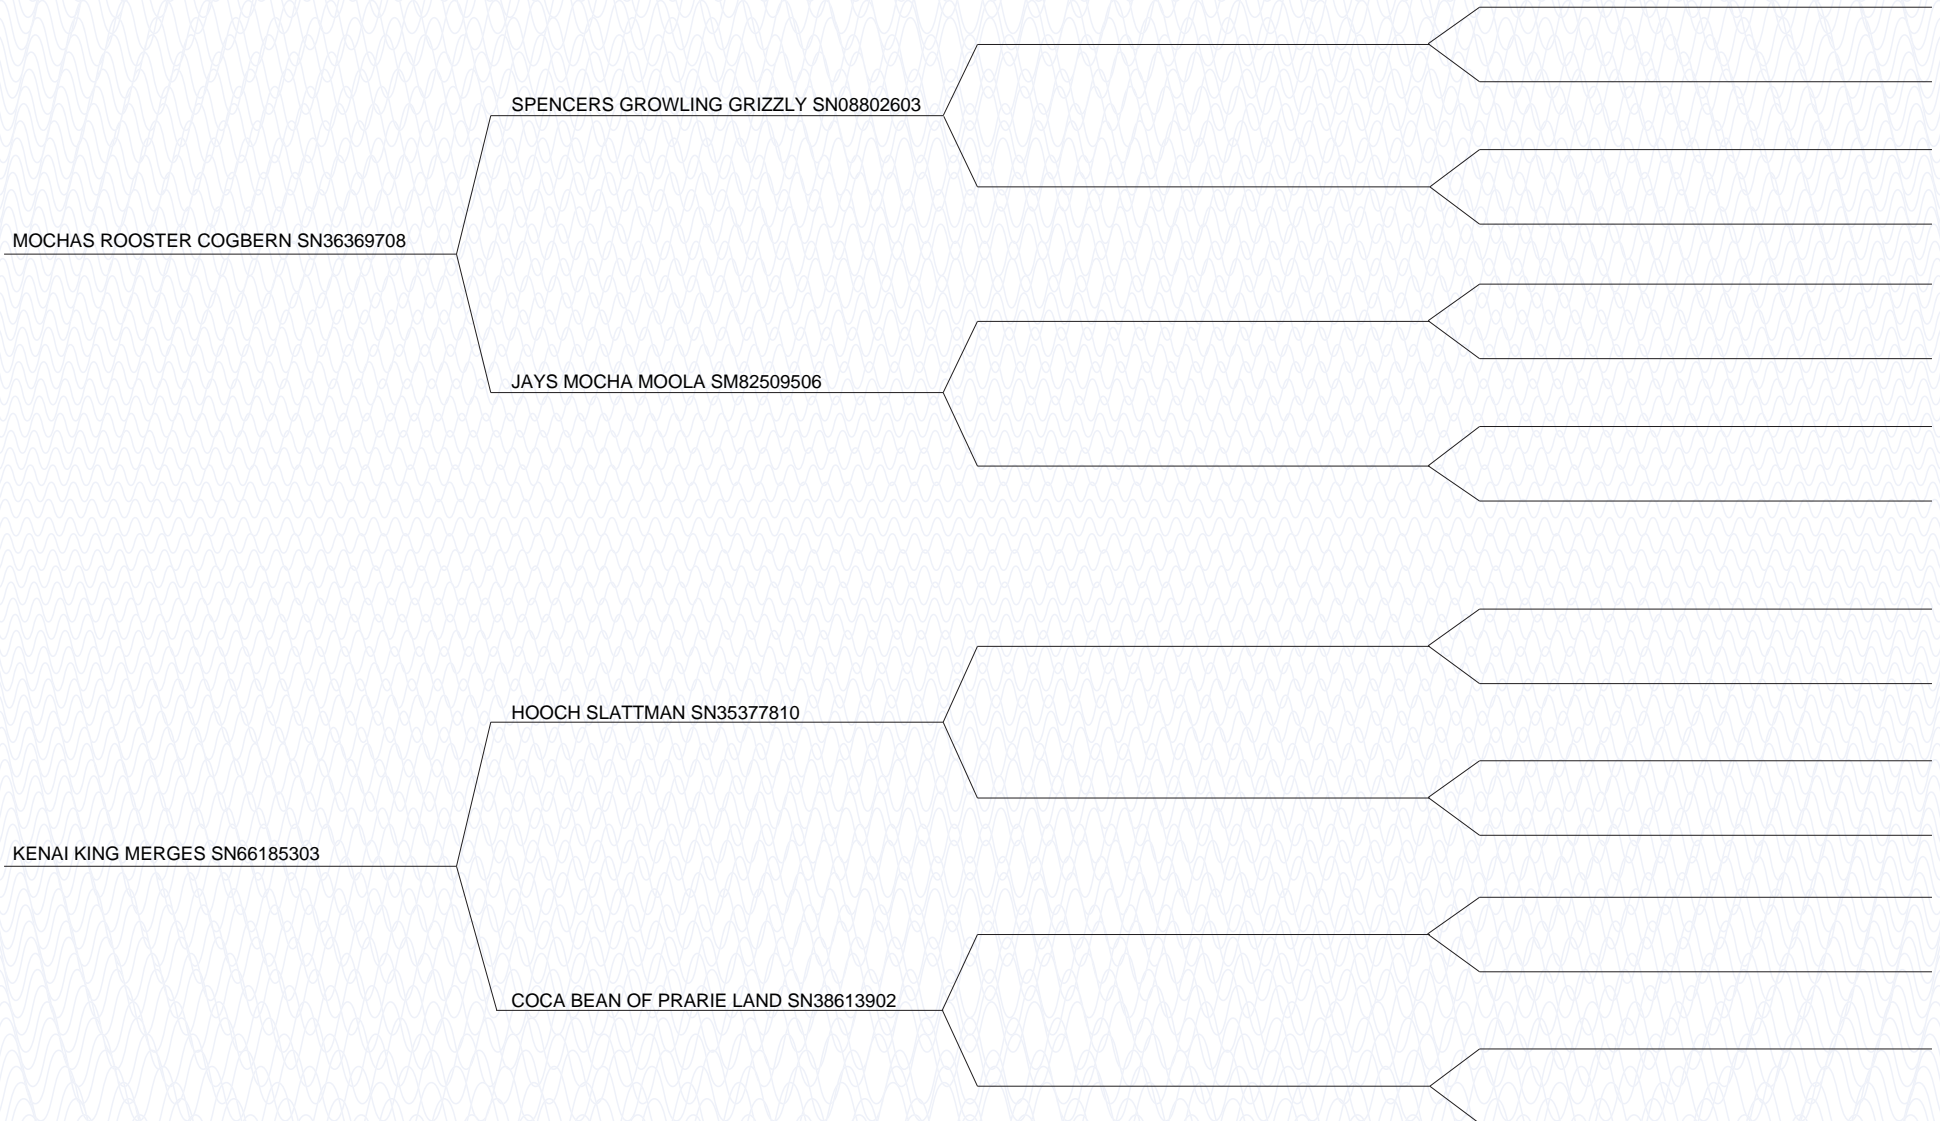 SPENCERS GROWLING GRIZZLY SN08802603
MOCHAS ROOSTER COGBERN SN36369708
JAYS MOCHA MOOLA SM82509506
HOOCH SLATTMAN SN35377810
KENAI KING MERGES SN66185303
COCA BEAN OF PRARIE LAND SN38613902